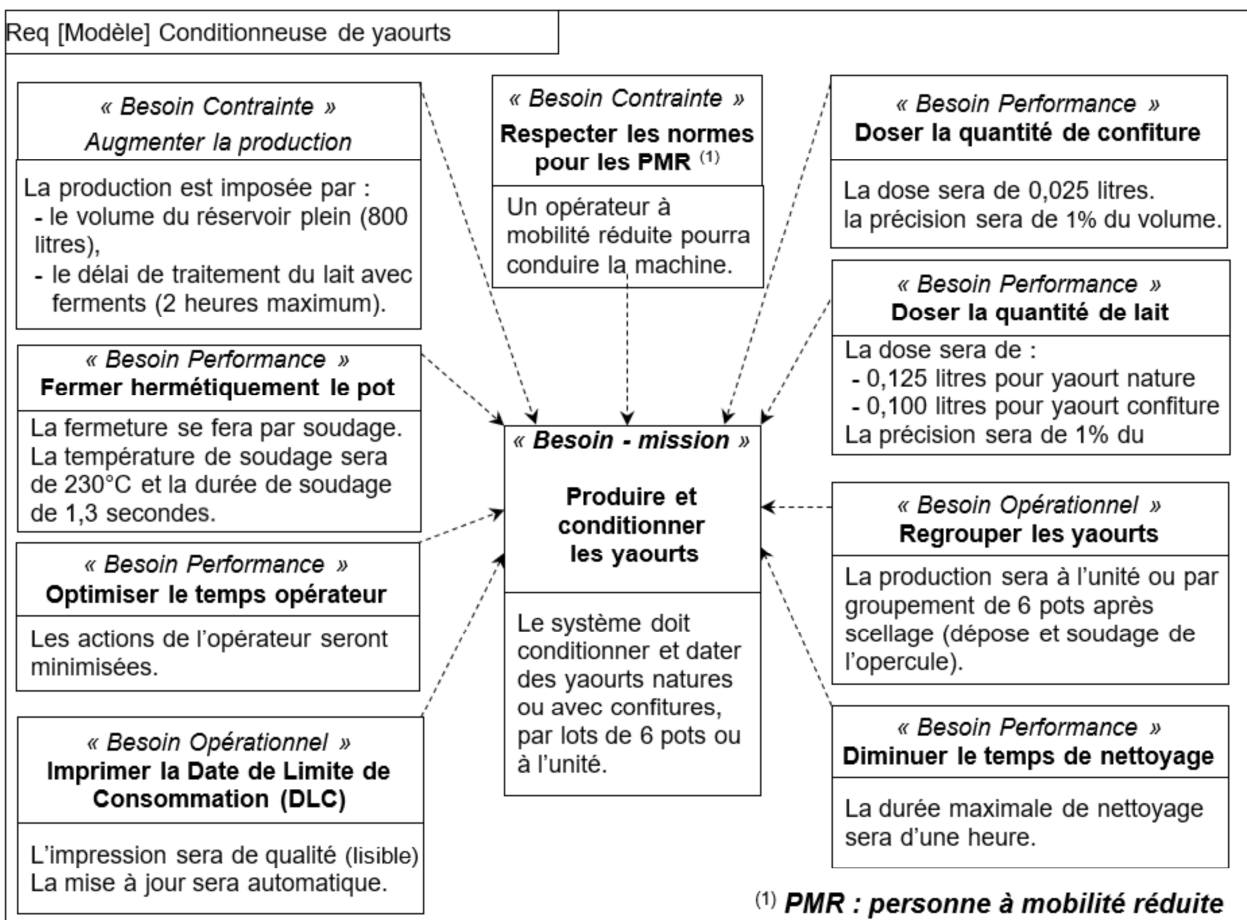 Req [Modèle] Conditionneuse de yaourts
« Besoin Contrainte »
Augmenter la production
La production est imposée par :
- le volume du réservoir plein (800
litres),
- le délai de traitement du lait avec
ferments (2 heures maximum).
« Besoin Contrainte »
Respecter les normes
pour les PMR (1)
Un opérateur à
mobilité réduite pourra
conduire la machine.
« Besoin Performance »
Doser la quantité de confiture
La dose sera de 0,025 litres.
la précision sera de 1% du volume.
« Besoin Performance »
Doser la quantité de lait
La dose sera de :
- 0,125 litres pour yaourt nature
- 0,100 litres pour yaourt confiture
La précision sera de 1% du
« Besoin Performance »
Fermer hermétiquement le pot
La fermeture se fera par soudage.
La température de soudage sera
de 230°C et la durée de soudage
de 1,3 secondes.
« Besoin - mission »
Produire et
conditionner
les yaourts
Le système doit
conditionner et dater
des yaourts natures
ou avec confitures,
par lots de 6 pots ou
à l’unité.
« Besoin Opérationnel »
Regrouper les yaourts
La production sera à l’unité ou par
groupement de 6 pots après
scellage (dépose et soudage de
l’opercule).
« Besoin Performance »
Optimiser le temps opérateur
Les actions de l’opérateur seront
minimisées.
« Besoin Opérationnel »
Imprimer la Date de Limite de
Consommation (DLC)
L’impression sera de qualité (lisible)
La mise à jour sera automatique.
« Besoin Performance »
Diminuer le temps de nettoyage
La durée maximale de nettoyage
sera d’une heure.
(1) PMR : personne à mobilité réduite